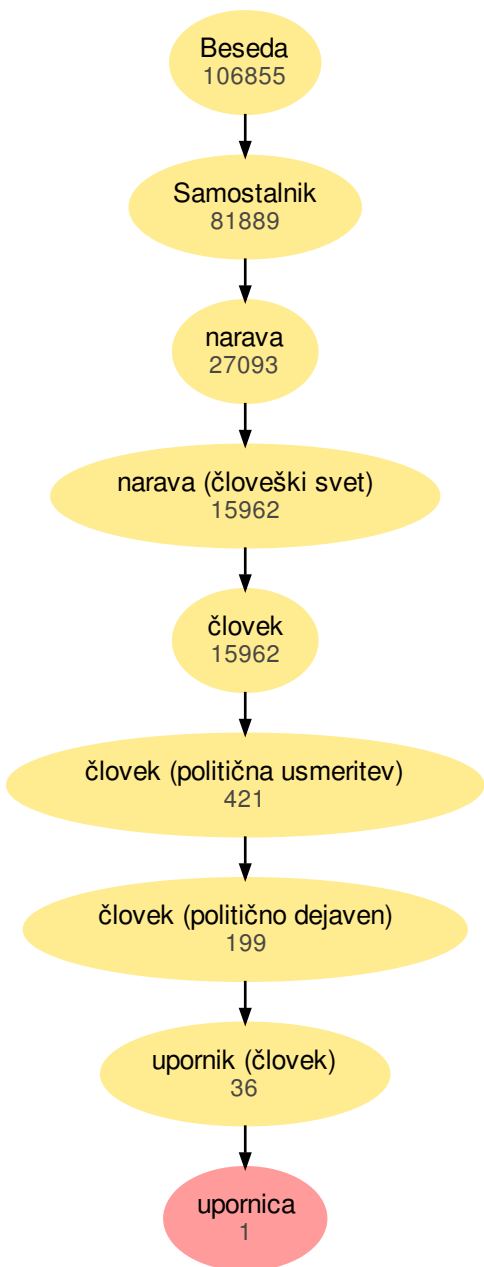 Beseda
106855
Samostalnik
81889
narava
27093
narava (človeški svet)
15962
človek
15962
človek (politična usmeritev)
421
človek (politično dejaven)
199
upornik (človek)
36
upornica
1